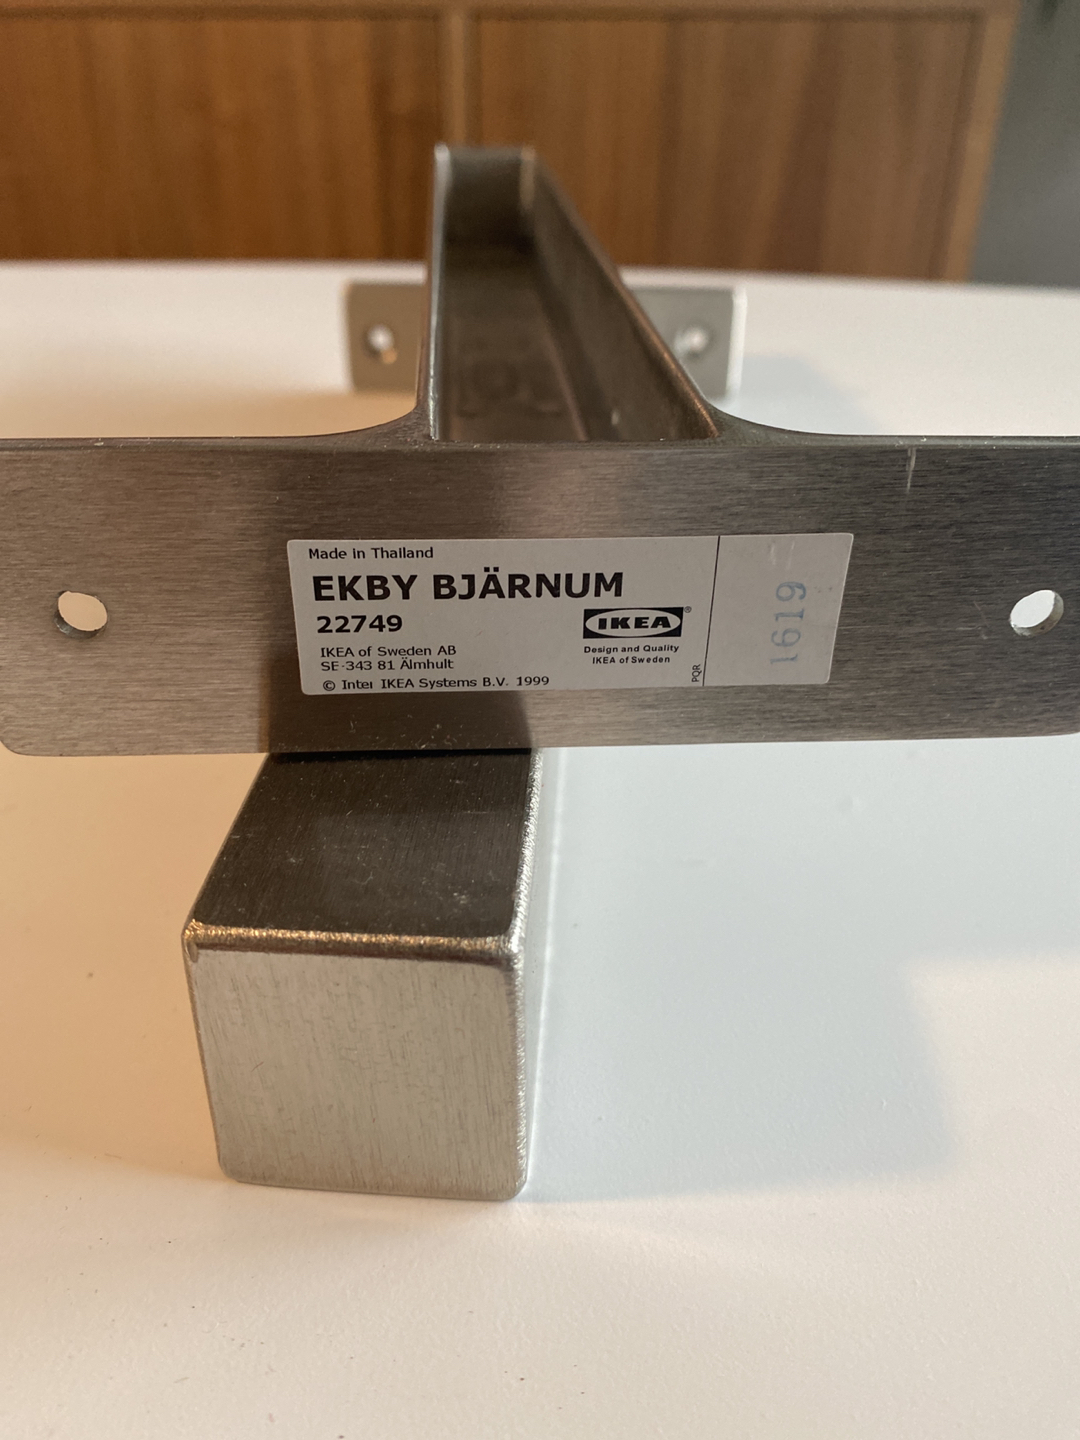 Made in Thailand
EKBY BJÄRNUM
22749
IKEA of Sweden AB
SE-343 81 Älmhult
© Inter IKEA Systems B.V. 1999
IKEA®
Design and Quality
IKEA of Sweden
PQR
1619